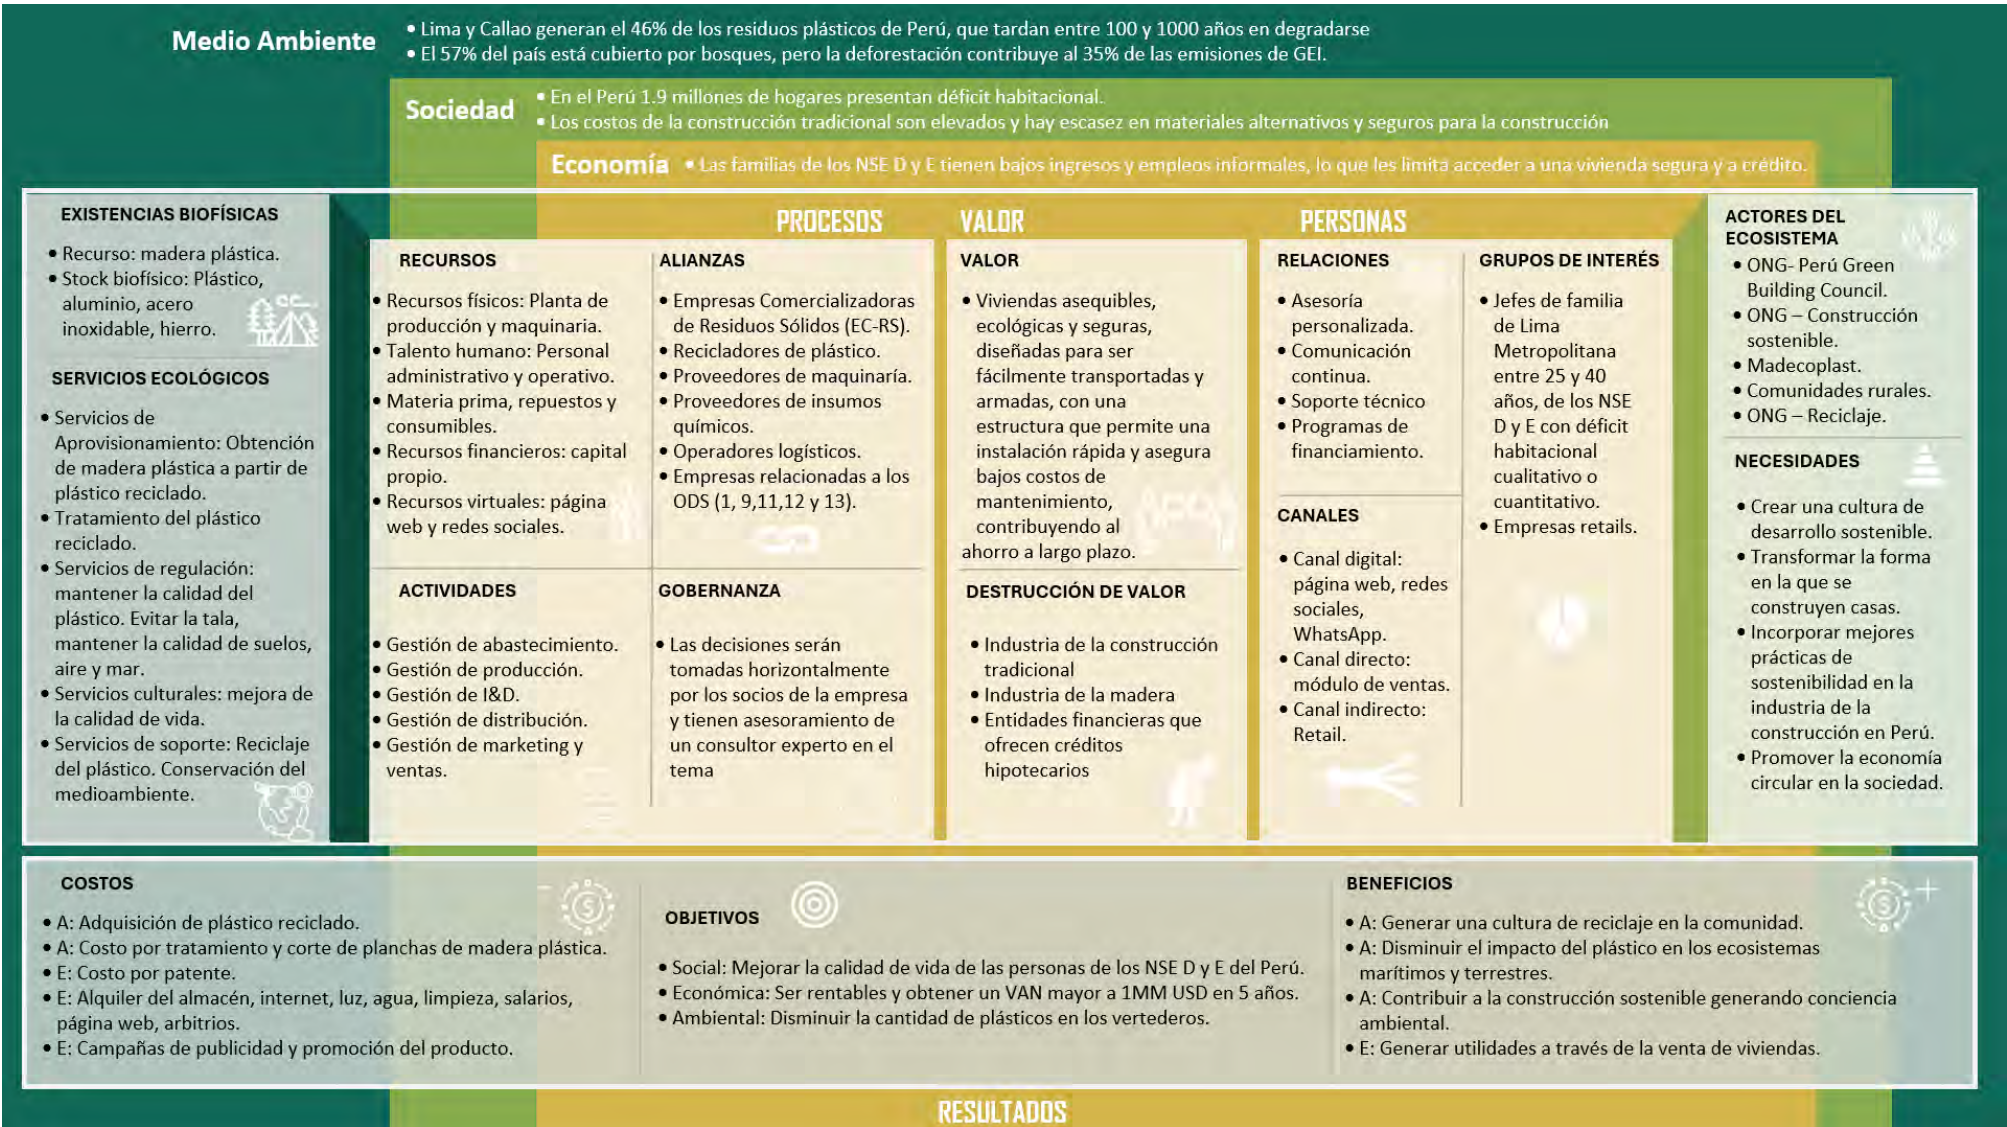 Medio Ambiente
• Lima y Callao generan el 46% de los residuos plásticos de Perú, que tardan entre 100 y 1000 años en degradarse
• El 57% del país está cubierto por bosques, pero la deforestación contribuye al 35% de las emisiones de GEI.
Sociedad
• En el Perú 1.9 millones de hogares presentan déficit habitacional.
• Los costos de la construcción tradicional son elevados y hay escasez en materiales alternativos y seguros para la construcción
Economía
• Las familias de los NSE D y E tienen bajos ingresos y empleos informales, lo que les limita acceder a una vivienda segura y a crédito.
EXISTENCIAS BIOFÍSICAS
• Recurso: madera plástica.
• Stock biofísico: Plástico,
aluminio, acero
inoxidable, hierro.
SERVICIOS ECOLÓGICOS
• Servicios de
Aprovisionamiento: Obtención
de madera plástica a partir de
plástico reciclado.
• Tratamiento del plástico
reciclado.
• Servicios de regulación:
mantener la calidad del
plástico. Evitar la tala,
mantener la calidad de suelos,
aire y mar.
• Servicios culturales: mejora de
la calidad de vida.
• Servicios de soporte: Reciclaje
del plástico. Conservación del
medioambiente.
PROCESOS
RECURSOS
• Recursos físicos: Planta de
producción y maquinaria.
• Talento humano: Personal
administrativo y operativo.
• Materia prima, repuestos y
consumibles.
• Recursos financieros: capital
propio.
• Recursos virtuales: página
web y redes sociales.
ALIANZAS
• Empresas Comercializadoras
de Residuos Sólidos (EC-RS).
• Recicladores de plástico.
• Proveedores de maquinaría.
• Proveedores de insumos
químicos.
• Operadores logísticos.
• Empresas relacionadas a los
ODS (1, 9,11,12 y 13).
ACTIVIDADES
• Gestión de abastecimiento.
• Gestión de producción.
• Gestión de I&D.
• Gestión de distribución.
• Gestión de marketing y
ventas.
GOBERNANZA
• Las decisiones serán
tomadas horizontalmente
por los socios de la empresa
y tienen asesoramiento de
un consultor experto en el
tema
VALOR
VALOR
• Viviendas asequibles,
ecológicas y seguras,
diseñadas para ser
fácilmente transportadas y
armadas, con una
estructura que permite una
instalación rápida y asegura
bajos costos de
mantenimiento,
contribuyendo al
ahorro a largo plazo.
DESTRUCCIÓN DE VALOR
• Industria de la construcción
tradicional
• Industria de la madera
• Entidades financieras que
ofrecen créditos
hipotecarios
PERSONAS
RELACIONES
• Asesoría
personalizada.
• Comunicación
continua.
• Soporte técnico
• Programas de
financiamiento.
CANALES
• Canal digital:
página web, redes
sociales,
WhatsApp.
• Canal directo:
módulo de ventas.
• Canal indirecto:
Retail.
GRUPOS DE INTERÉS
• Jefes de familia
de Lima
Metropolitana
entre 25 y 40
años, de los NSE
D y E con déficit
habitacional
cualitativo o
cuantitativo.
• Empresas retails.
ACTORES DEL
ECOSISTEMA
• ONG- Perú Green
Building Council.
• ONG – Construcción
sostenible.
• Madecoplast.
• Comunidades rurales.
• ONG – Reciclaje.
NECESIDADES
• Crear una cultura de
desarrollo sostenible.
• Transformar la forma
en la que se
construyen casas.
• Incorporar mejores
prácticas de
sostenibilidad en la
industria de la
construcción en Perú.
• Promover la economía
circular en la sociedad.
COSTOS
• A: Adquisición de plástico reciclado.
• A: Costo por tratamiento y corte de planchas de madera plástica.
• E: Costo por patente.
• E: Alquiler del almacén, internet, luz, agua, limpieza, salarios,
página web, arbitrios.
• E: Campañas de publicidad y promoción del producto.
OBJETIVOS
• Social: Mejorar la calidad de vida de las personas de los NSE D y E del Perú.
• Económica: Ser rentables y obtener un VAN mayor a 1MM USD en 5 años.
• Ambiental: Disminuir la cantidad de plásticos en los vertederos.
BENEFICIOS
• A: Generar una cultura de reciclaje en la comunidad.
• A: Disminuir el impacto del plástico en los ecosistemas
marítimos y terrestres.
• A: Contribuir a la construcción sostenible generando conciencia
ambiental.
• E: Generar utilidades a través de la venta de viviendas.
RESULTADOS